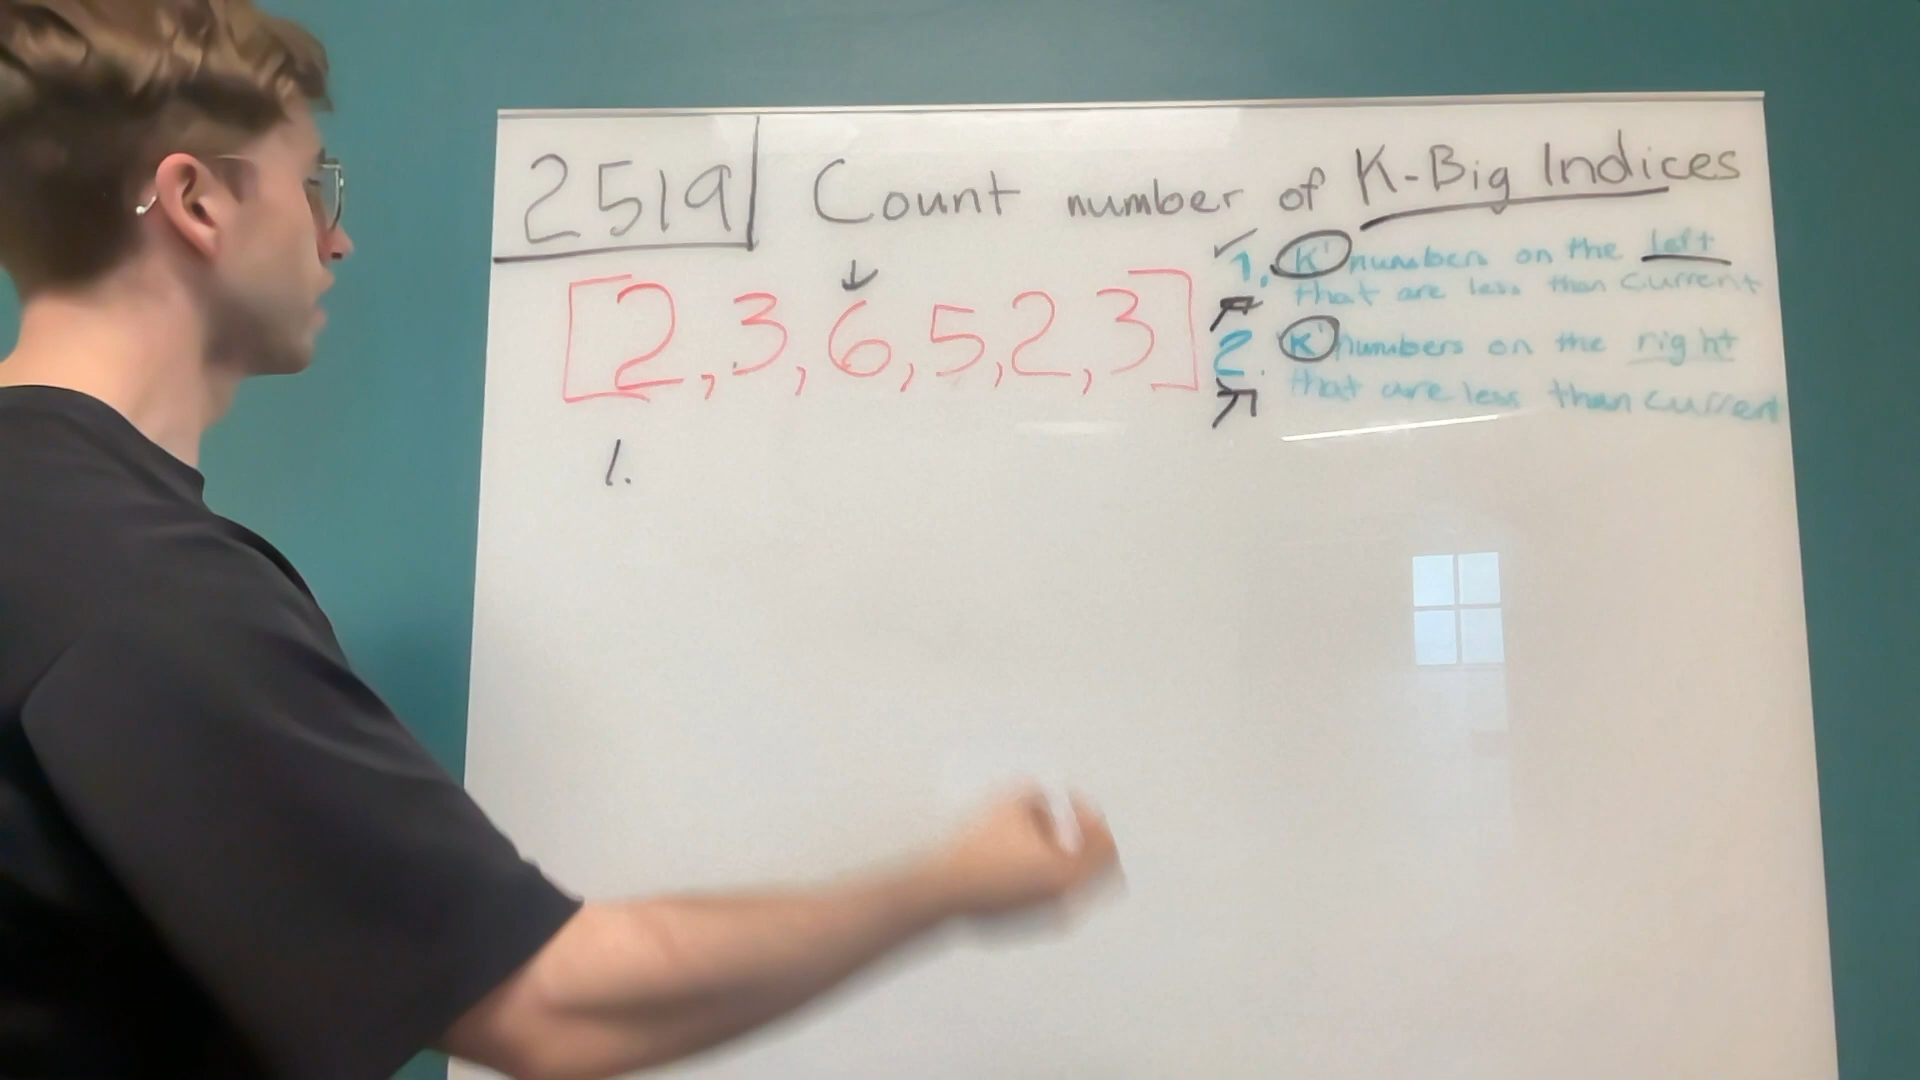 2519 Count number of K-Big Indices
[2,3,6,5,2,3]
1. 'K' numbers on the left
that are less than current
2. 'K' numbers on the right
that are less than current
1.